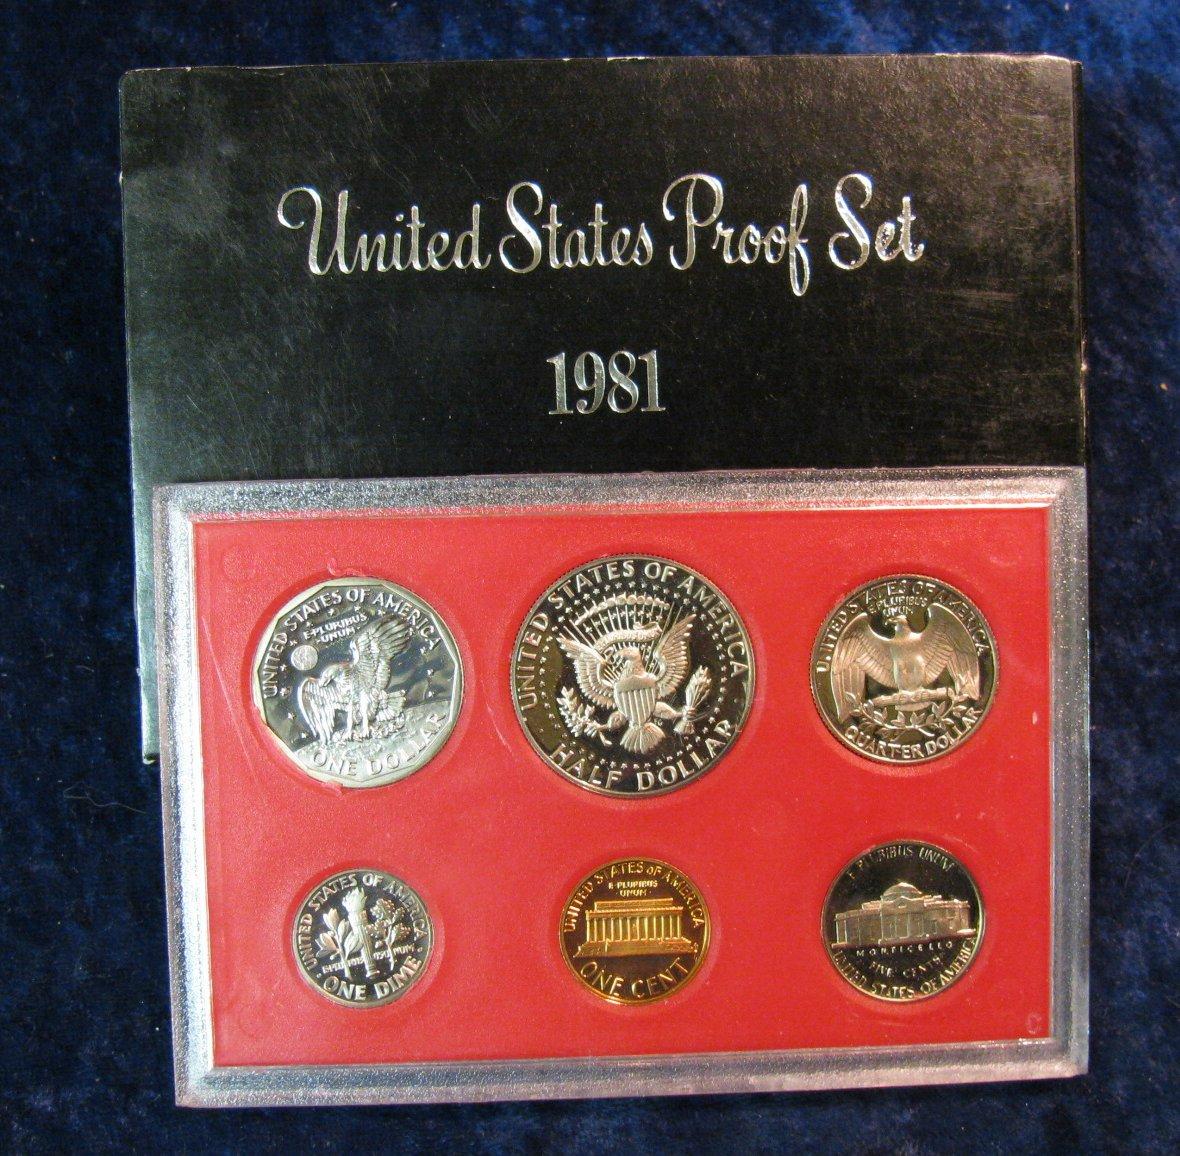 United States Proof Set
1981
UNITED STATES OF AMERICA
E PLURIBUS
UNUM
ONE DOLLAR
UNITED STATES OF AMERICA
HALF DOLLAR
UNITED STATES OF AMERICA
E PLURIBUS
UNUM
QUARTER DOLLAR
UNITED STATES OF AMERICA
E PLURIBUS UNUM
ONE DIME
UNITED STATES OF AMERICA
E PLURIBUS
UNUM
ONE CENT
E PLURIBUS UNUM
MONTICELLO
FIVE CENTS
UNITED STATES OF AMERICA